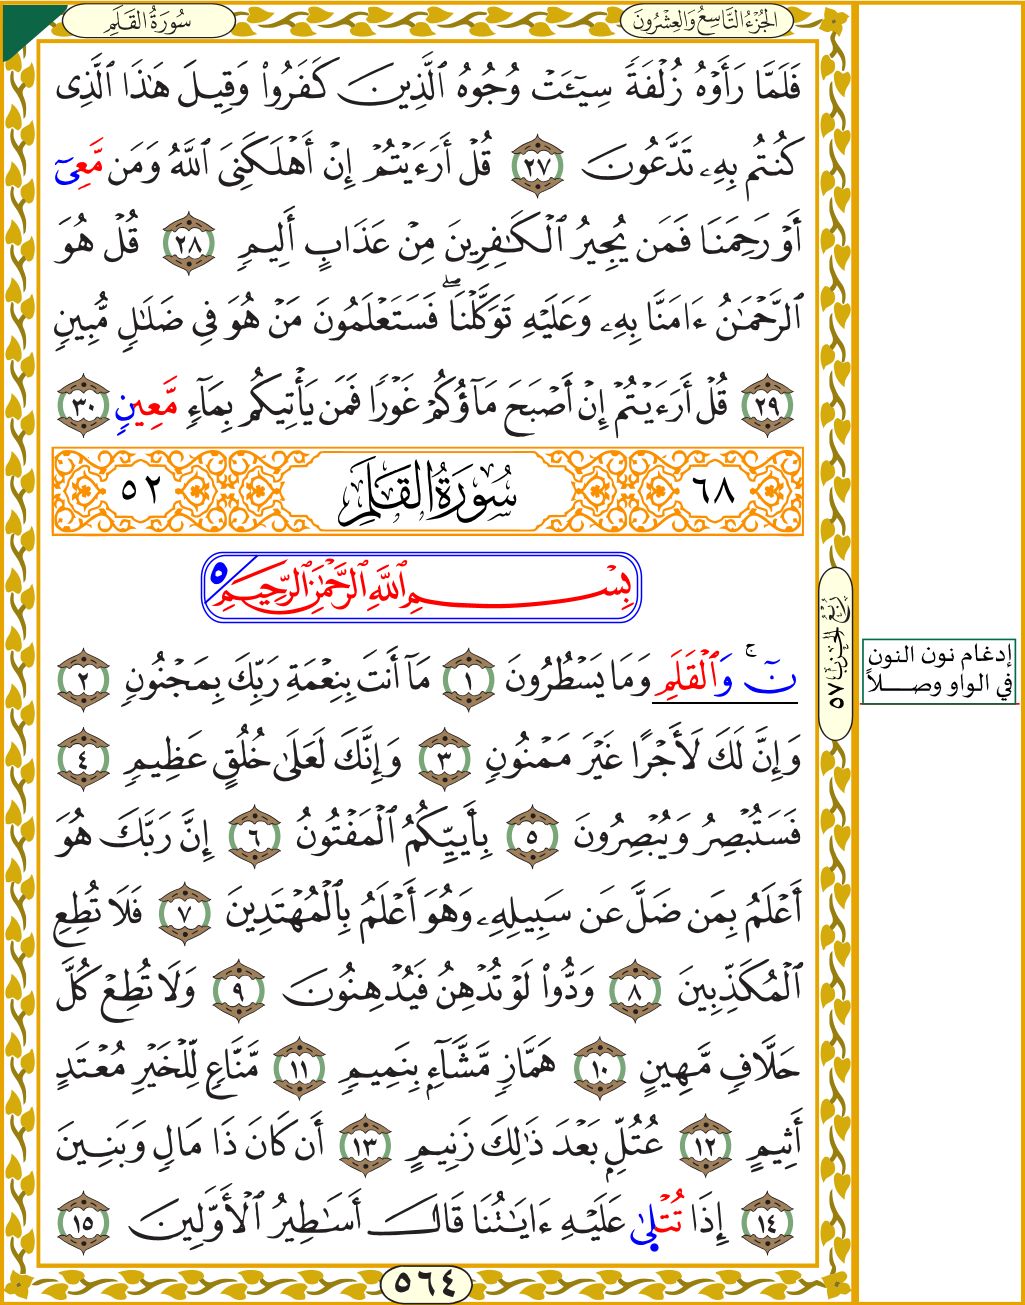 سُورَةُ القَلَمِ
الجُزْءُ التَّاسِعُ وَالعِشْرُونَ
فَلَمَّا رَأَوۡهُ زُلۡفَةٗ سِيٓـَٔتۡ وُجُوهُ ٱلَّذِينَ كَفَرُواْ وَقِيلَ هَٰذَا ٱلَّذِي
كُنتُم بِهِۦ تَدَّعُونَ ٢٧ قُلۡ أَرَءَيۡتُمۡ إِنۡ أَهۡلَكَنِيَ ٱللَّهُ وَمَن مَّعِيٓ
أَوۡ رَحِمَنَا فَمَن يُجِيرُ ٱلۡكَٰفِرِينَ مِنۡ عَذَابٍ أَلِيمٖ ٢٨ قُلۡ هُوَ
ٱلرَّحۡمَٰنُ ءَامَنَّا بِهِۦ وَعَلَيۡهِ تَوَكَّلۡنَاۖ فَسَتَعۡلَمُونَ مَنۡ هُوَ فِي ضَلَٰلٖ مُّبِينٖ
٢٩ قُلۡ أَرَءَيۡتُمۡ إِنۡ أَصۡبَحَ مَآؤُكُمۡ غَوۡرٗا فَمَن يَأۡتِيكُم بِمَآءٖ مَّعِينِۭ ٣٠
٦٨ سُورَةُ القَلَمِ ٥٢
بِسۡمِ ٱللَّهِ ٱلرَّحۡمَٰنِ ٱلرَّحِيمِ ٥
نٓۚ وَٱلۡقَلَمِ وَمَا يَسۡطُرُونَ ١ مَآ أَنتَ بِنِعۡمَةِ رَبِّكَ بِمَجۡنُونٖ ٢
وَإِنَّ لَكَ لَأَجۡرًا غَيۡرَ مَمۡنُونٖ ٣ وَإِنَّكَ لَعَلَىٰ خُلُقٍ عَظِيمٖ ٤
فَسَتُبۡصِرُ وَيُبۡصِرُونَ ٥ بِأَييِّكُمُ ٱلۡمَفۡتُونُ ٦ إِنَّ رَبَّكَ هُوَ
أَعۡلَمُ بِمَن ضَلَّ عَن سَبِيلِهِۦ وَهُوَ أَعۡلَمُ بِٱلۡمُهۡتَدِينَ ٧ فَلَا تُطِعِ
ٱلۡمُكَذِّبِينَ ٨ وَدُّواْ لَوۡ تُدۡهِنُ فَيُدۡهِنُونَ ٩ وَلَا تُطِعۡ كُلَّ
حَلَّافٖ مَّهِينٍ ١٠ هَمَّازٖ مَّشَّآءِۭ بِنَمِيمٖ ١١ مَّنَّاعٖ لِّلۡخَيۡرِ مُعۡتَدٍ
أَثِيمٍ ١٢ عُتُلِّۭ بَعۡدَ ذَٰلِكَ زَنِيمٍ ١٣ أَن كَانَ ذَا مَالٖ وَبَنِينَ
١٤ إِذَا تُتۡلَىٰ عَلَيۡهِ ءَايَٰتُنَا قَالَ أَسَٰطِيرُ ٱلۡأَوَّلِينَ ١٥
رُبْعُ الحِزْبِ ٥٧
إدغام نون النون
في الواو وصـلاً
٥٦٤